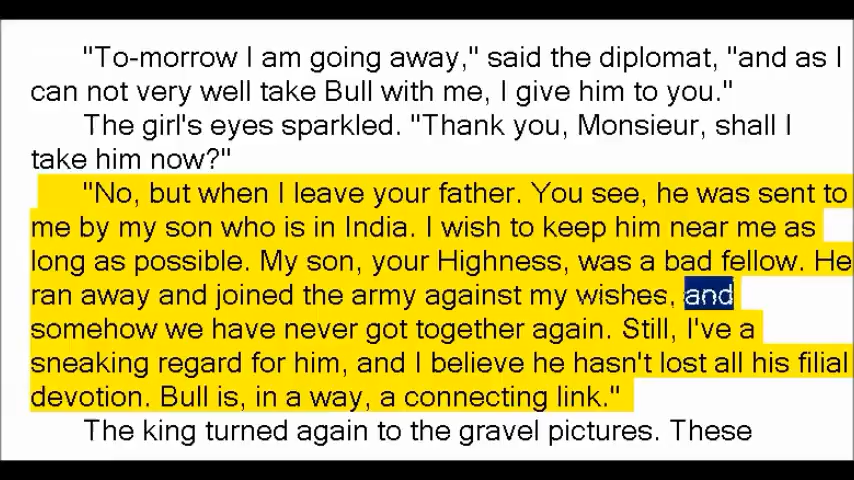 "To-morrow I am going away," said the diplomat, "and as I
can not very well take Bull with me, I give him to you."
The girl's eyes sparkled. "Thank you, Monsieur, shall I
take him now?"
"No, but when I leave your father. You see, he was sent to
me by my son who is in India. I wish to keep him near me as
long as possible. My son, your Highness, was a bad fellow. He
ran away and joined the army against my wishes, and
somehow we have never got together again. Still, I've a
sneaking regard for him, and I believe he hasn't lost all his filial
devotion. Bull is, in a way, a connecting link."
The king turned again to the gravel pictures. These